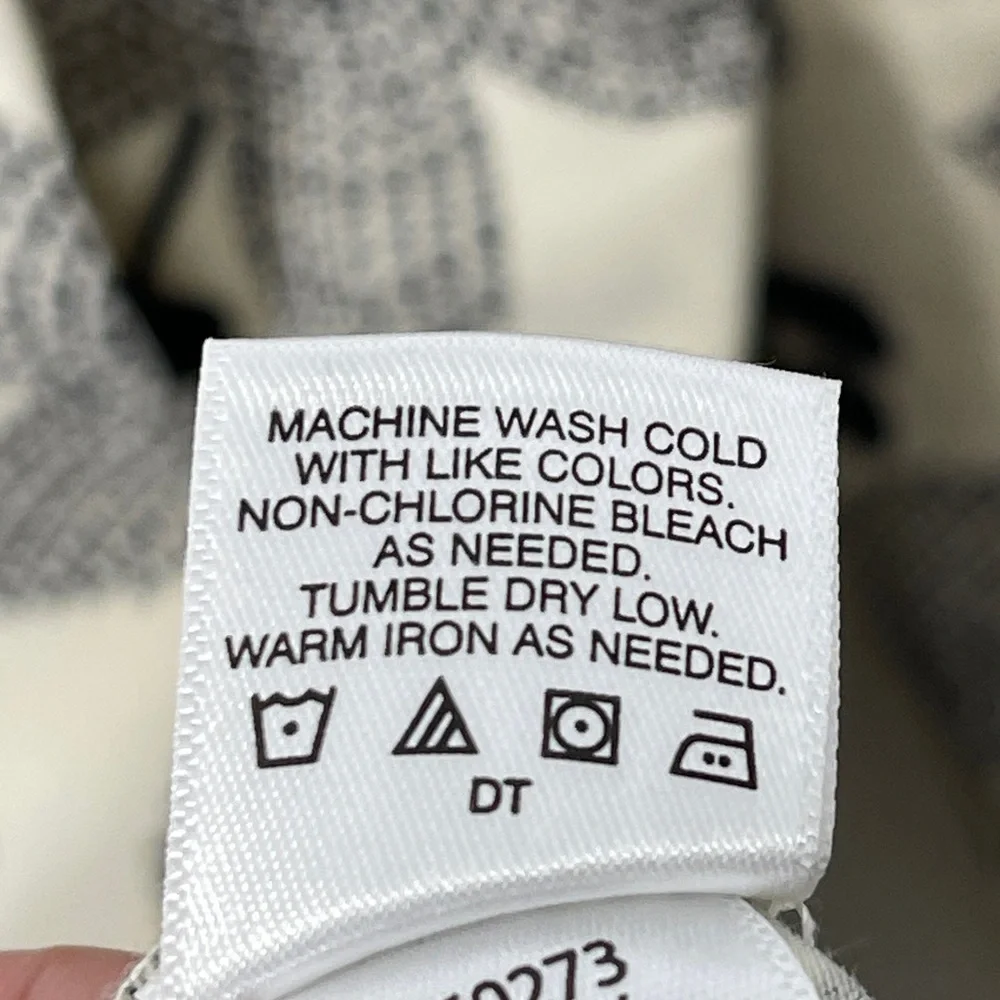 MACHINE WASH COLD
WITH LIKE COLORS.
NON-CHLORINE BLEACH
AS NEEDED.
TUMBLE DRY LOW.
WARM IRON AS NEEDED.
DT
0273